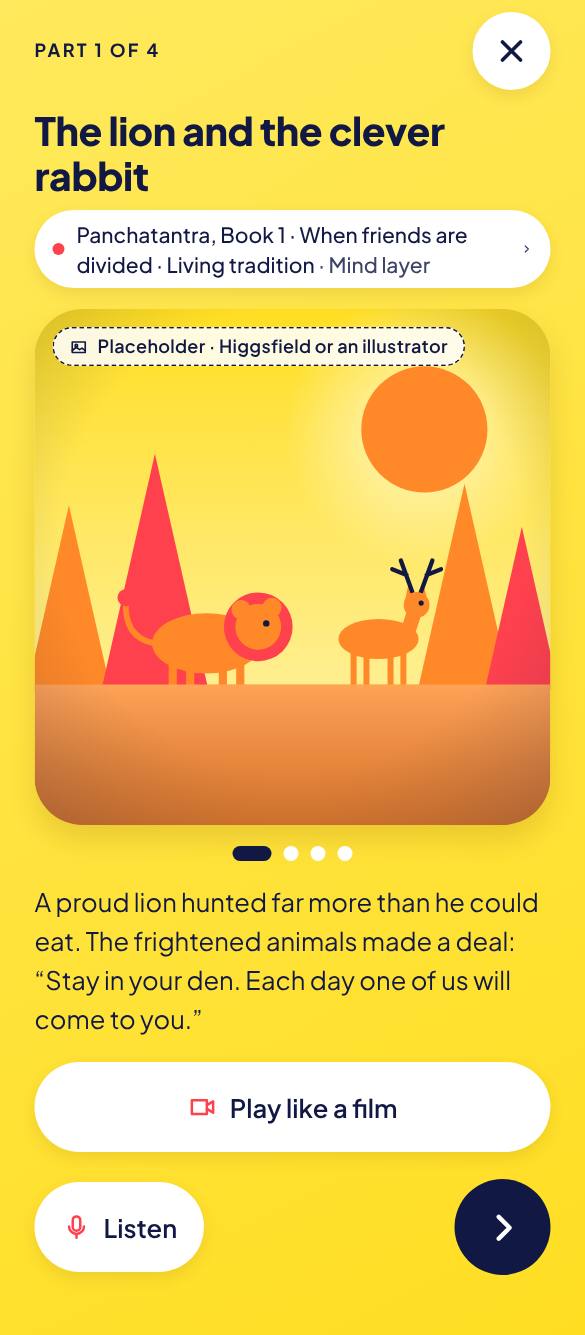 PART 1 OF 4
The lion and the clever
rabbit
Panchatantra, Book 1 · When friends are
divided · Living tradition · Mind layer
Placeholder · Higgsfield or an illustrator
A proud lion hunted far more than he could
eat. The frightened animals made a deal:
“Stay in your den. Each day one of us will
come to you.”
Play like a film
Listen